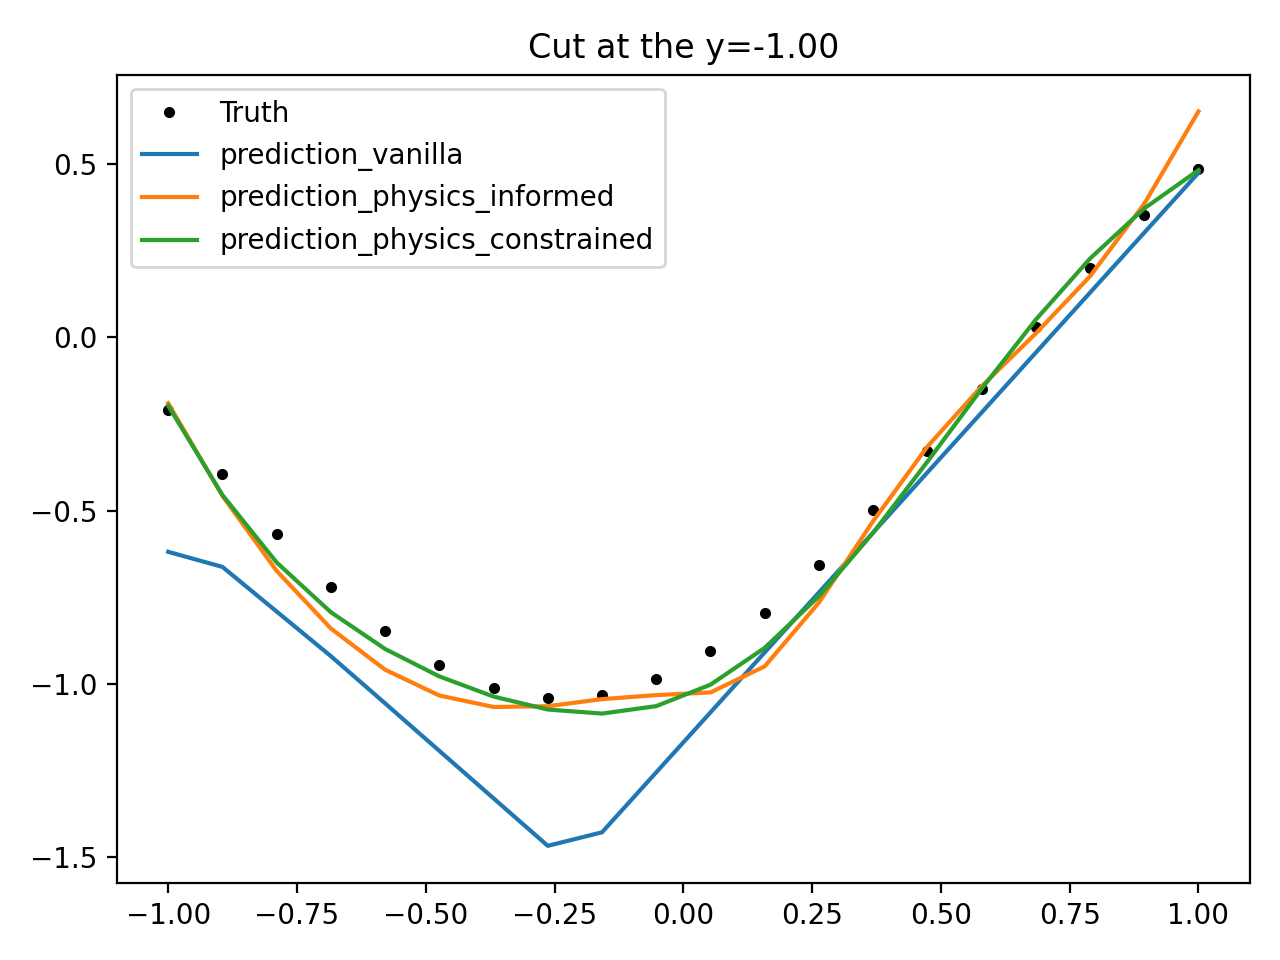 Cut at the y=-1.00
Truth
prediction_vanilla
prediction_physics_informed
prediction_physics_constrained
0.5
0.0
−0.5
−1.0
−1.5
−1.00 −0.75 −0.50 −0.25 0.00 0.25 0.50 0.75 1.00